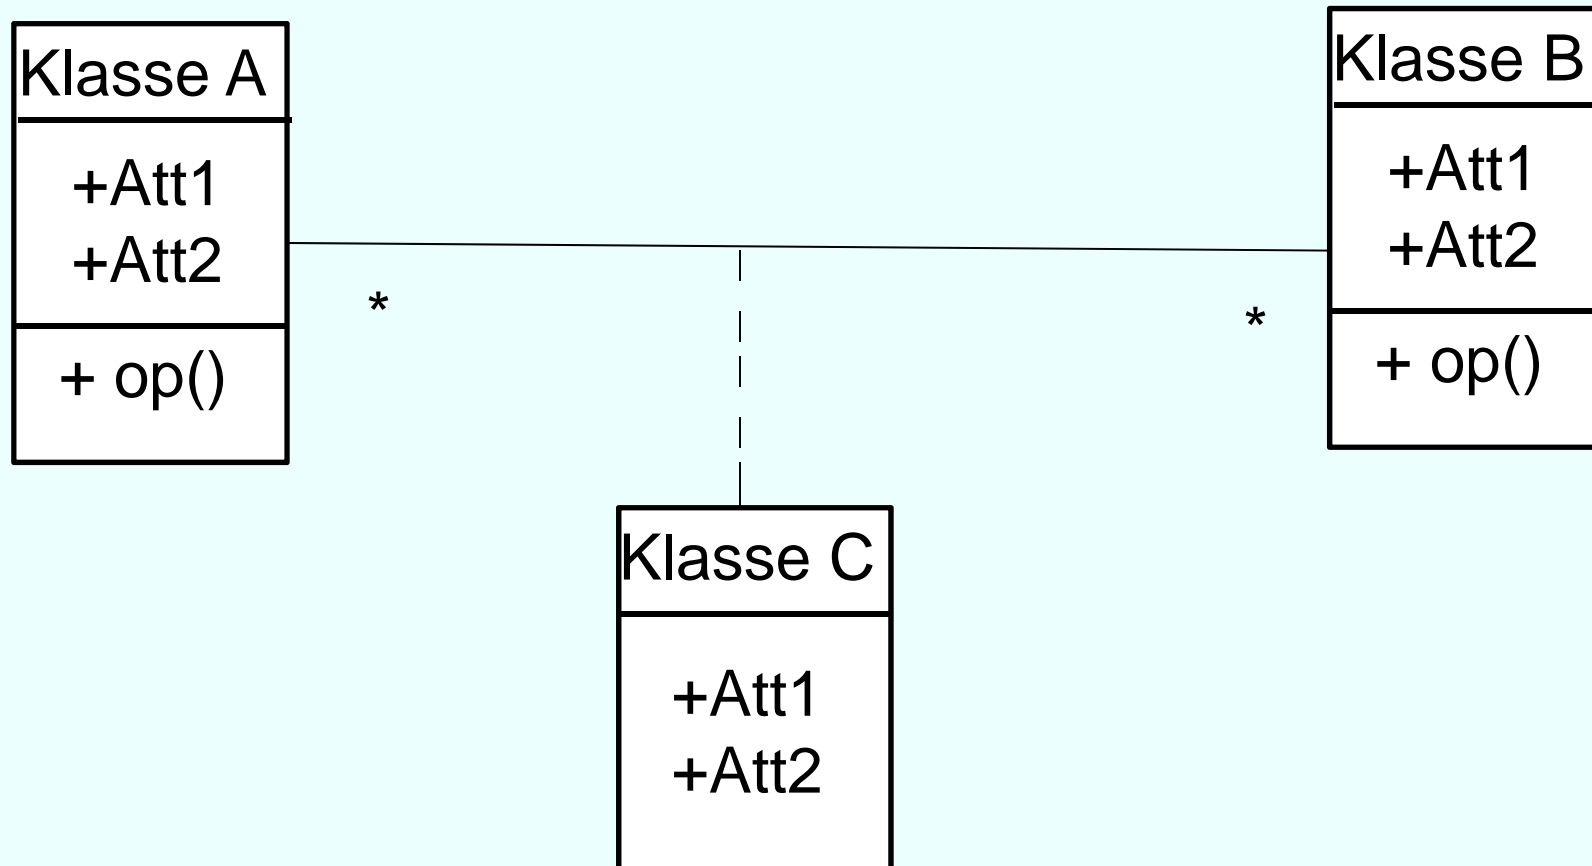 Klasse A
+Att1
+Att2
+ op()
*
*
Klasse B
+Att1
+Att2
+ op()
Klasse C
+Att1
+Att2